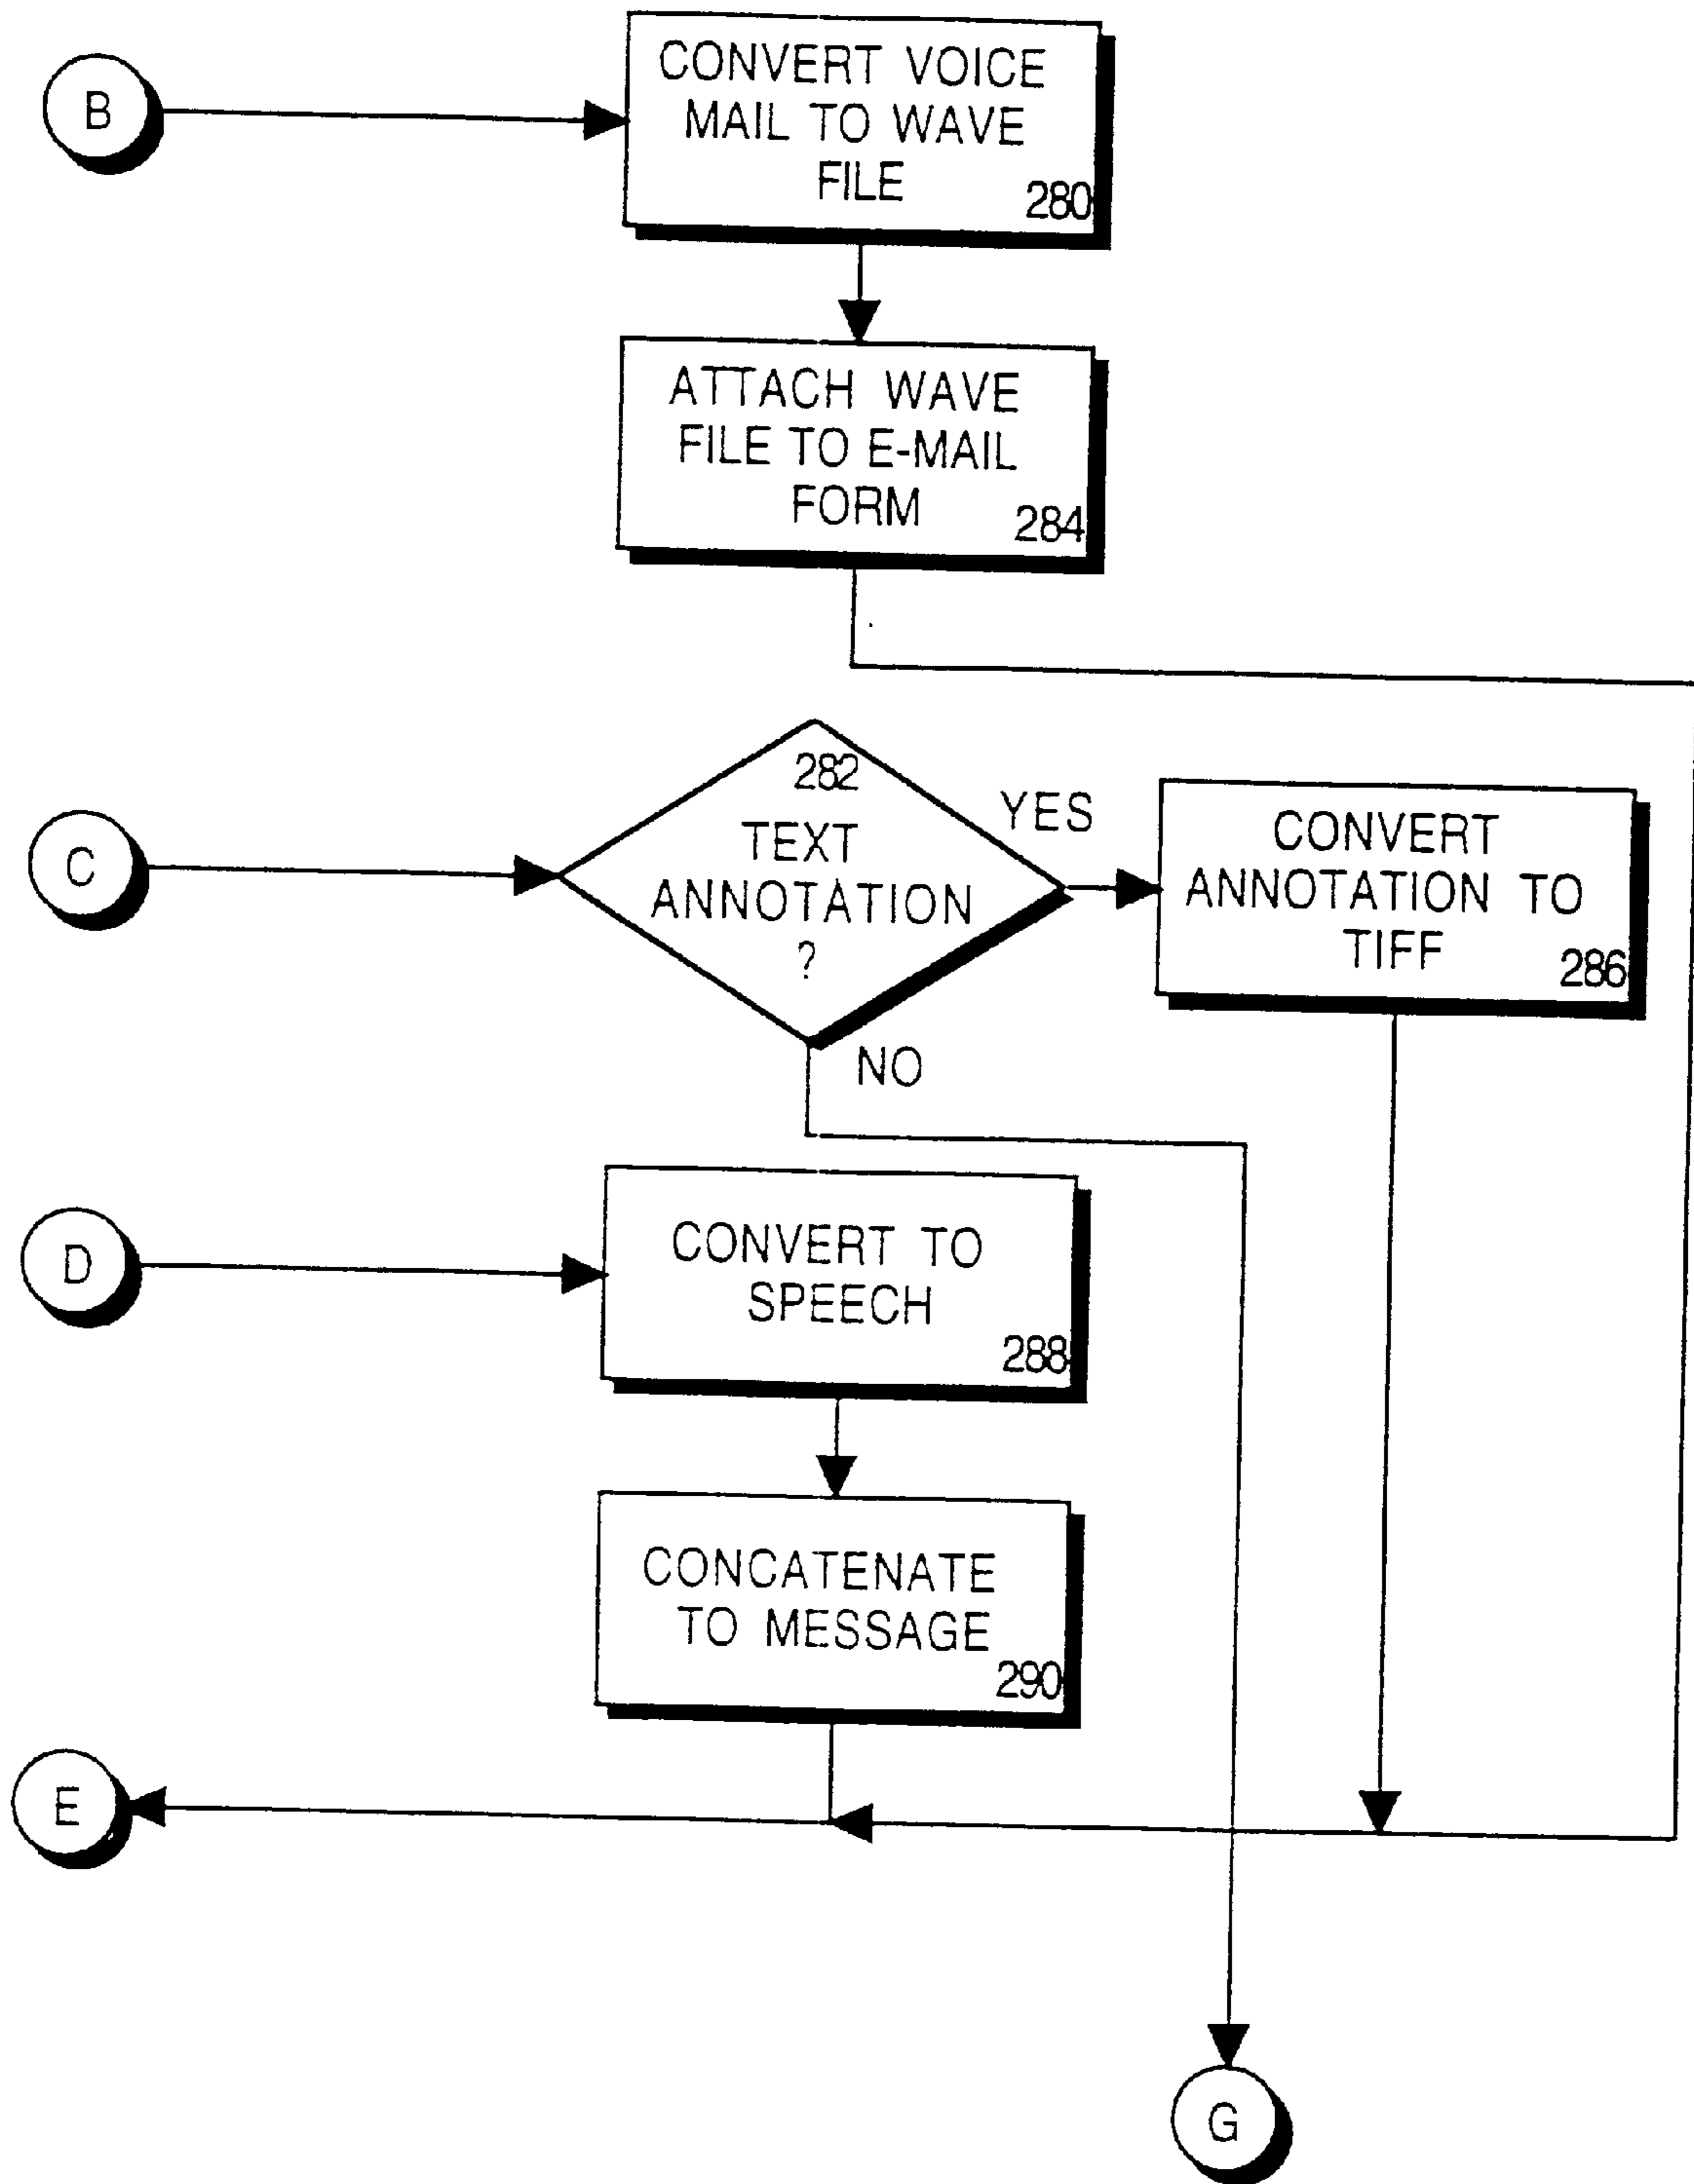 B
CONVERT VOICE
MAIL TO WAVE
FILE
280
ATTACH WAVE
FILE TO E-MAIL
FORM
284
C
282
TEXT
ANNOTATION
?
YES
NO
CONVERT
ANNOTATION TO
TIFF
286
D
CONVERT TO
SPEECH
288
CONCATENATE
TO MESSAGE
290
E
G